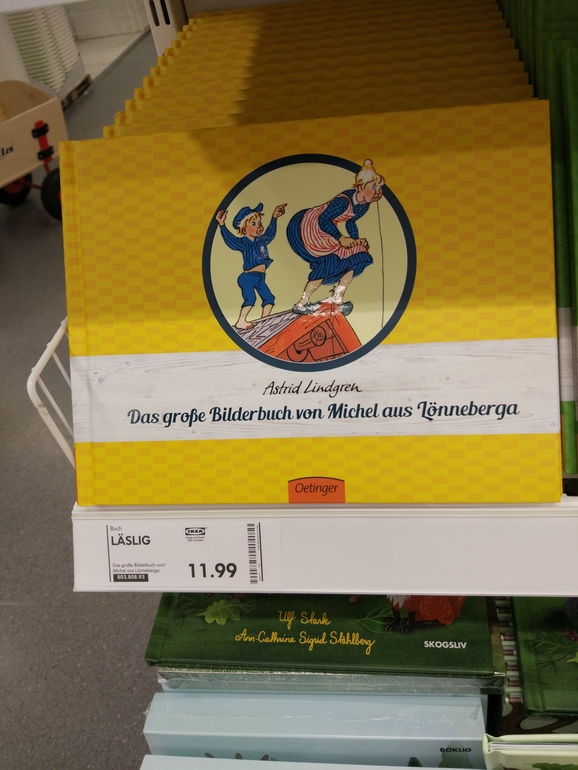 Astrid Lindgren
Das große Bilderbuch von Michel aus Lönneberga
Oetinger
Buch
LÄSLIG
IKEA
Das große Bilderbuch von/
Michel aus Lönneberga
803.808.93
11.99
Ulf Stark
Ann-Cathrine Sigrid Ståhlberg
SKOGSLIV
BOKLIG